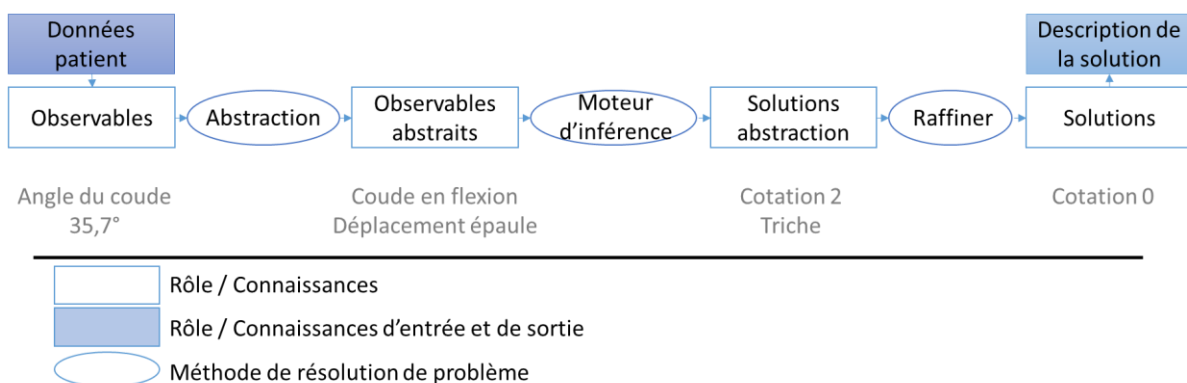 Données
patient
Description de
la solution
Observables
Abstraction
Observables
abstraits
Moteur
d'inférence
Solutions
abstraction
Raffiner
Solutions
Angle du coude
35,7°
Coude en flexion
Déplacement épaule
Cotation 2
Triche
Cotation 0
Rôle / Connaissances
Rôle / Connaissances d'entrée et de sortie
Méthode de résolution de problème